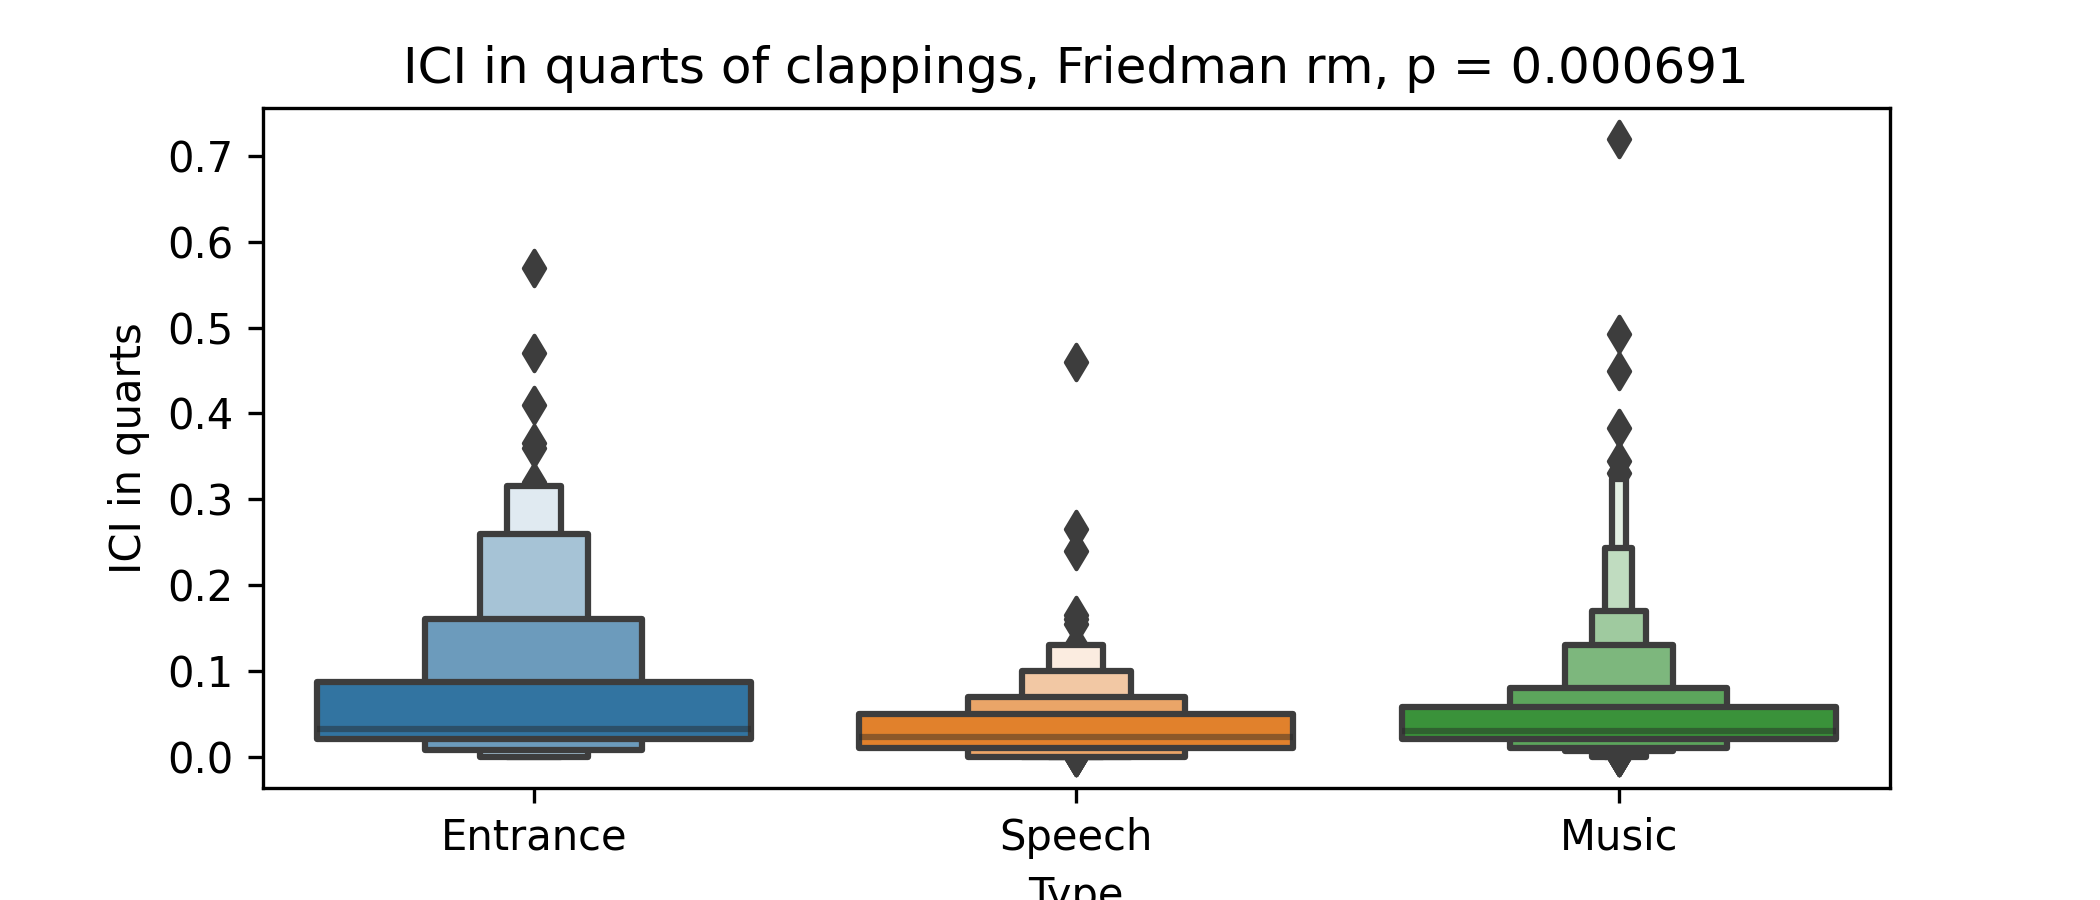 ICI in quarts of clappings, Friedman rm, p = 0.000691
ICI in quarts
0.7
0.6
0.5
0.4
0.3
0.2
0.1
0.0
Entrance Speech Music
Type